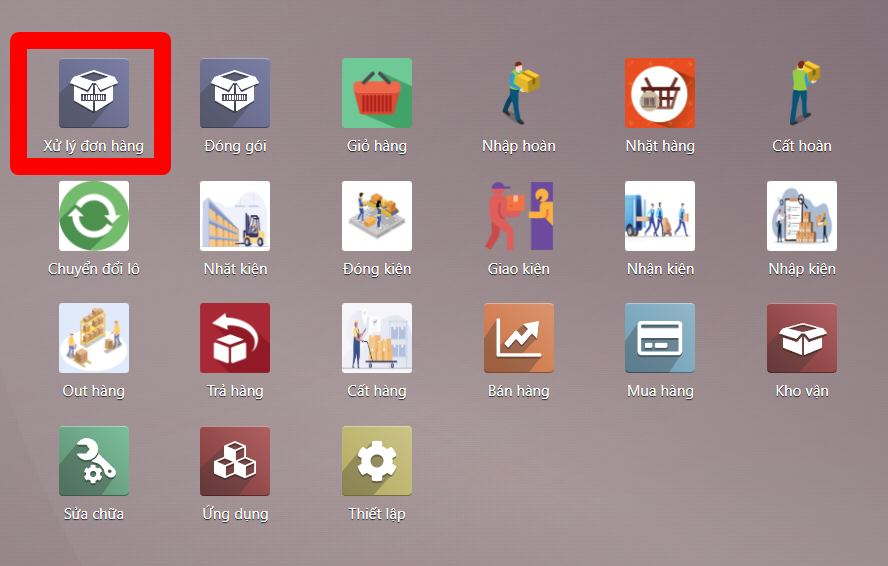 Xử lý đơn hàng
Đóng gói
Giỏ hàng
Nhập hoàn
Nhặt hàng
Cất hoàn
Chuyển đổi lô
Nhặt kiện
Đóng kiện
Giao kiện
Nhận kiện
Nhập kiện
Out hàng
Trả hàng
Cất hàng
Bán hàng
Mua hàng
Kho vận
Sửa chữa
Ứng dụng
Thiết lập